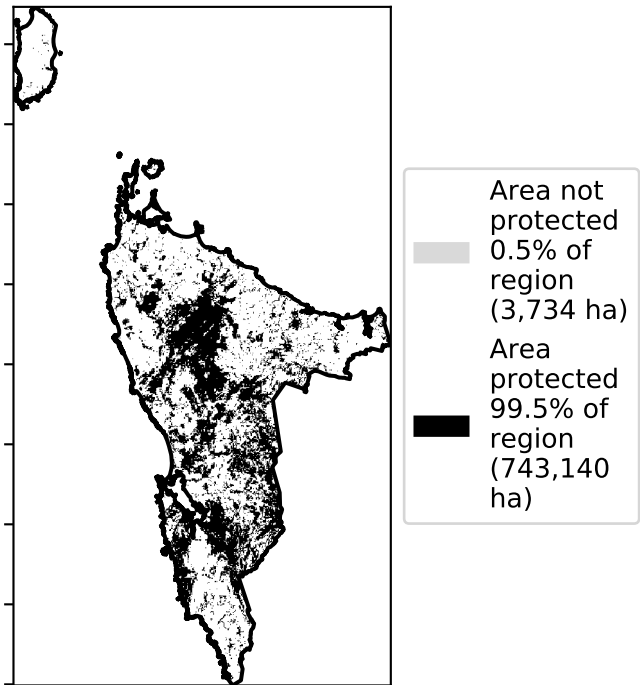 Area not
protected
0.5% of
region
(3,734 ha)
Area
protected
99.5% of
region
(743,140
ha)